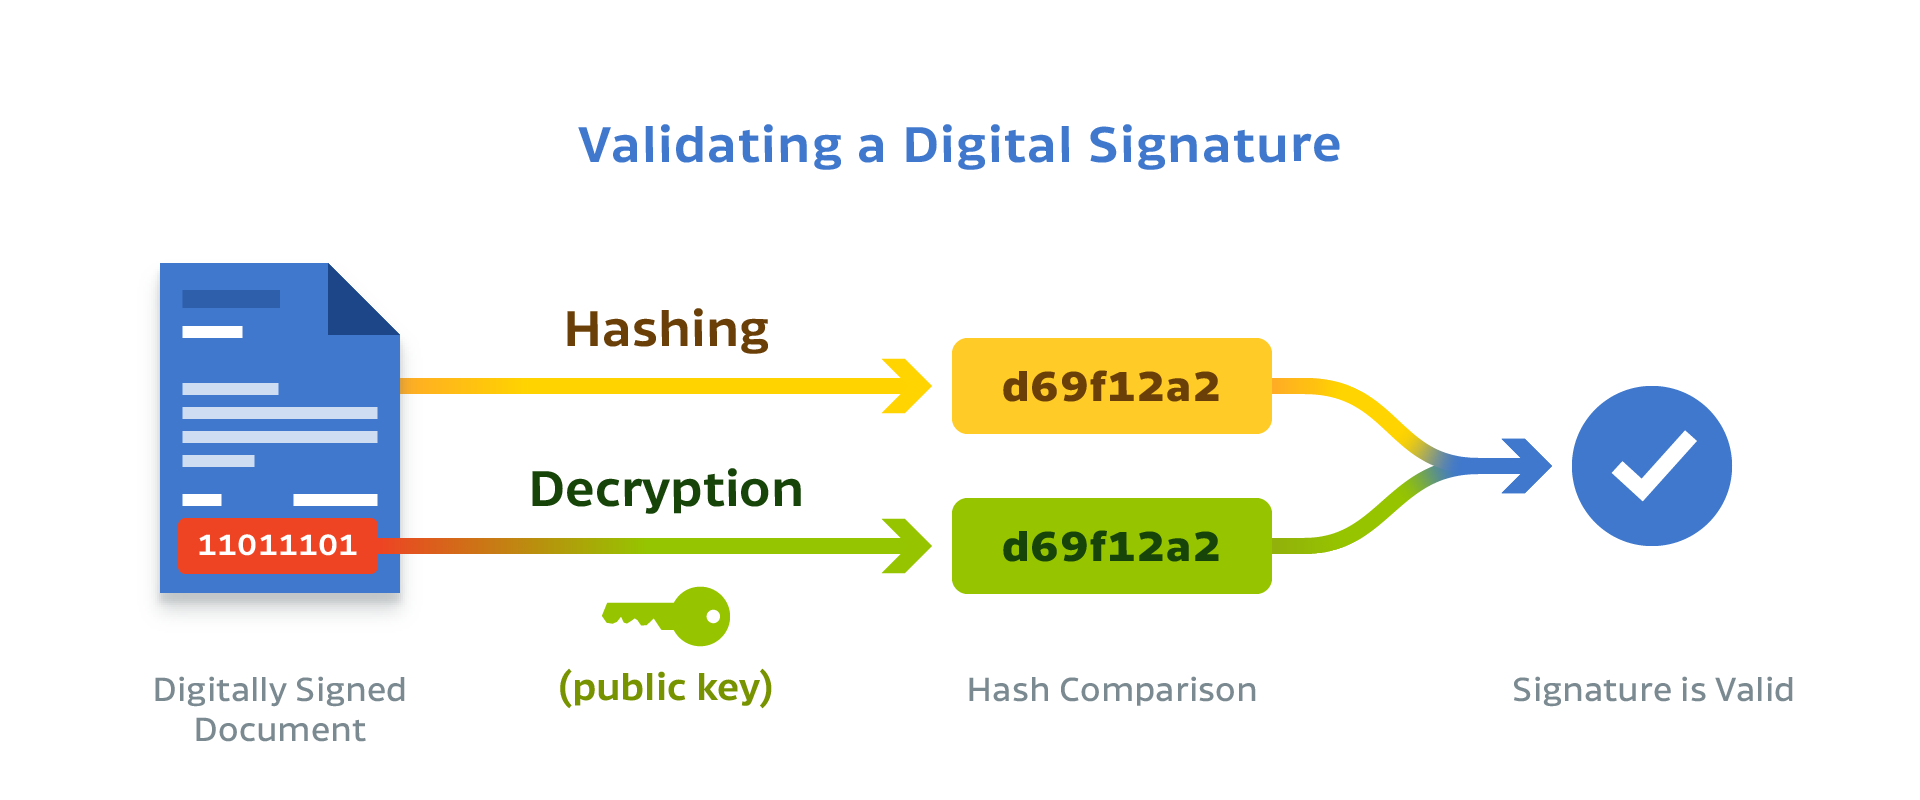 Validating a Digital Signature
Hashing
d69f12a2
Decryption
11011101
d69f12a2
(public key)
Digitally Signed
Document
Hash Comparison
Signature is Valid